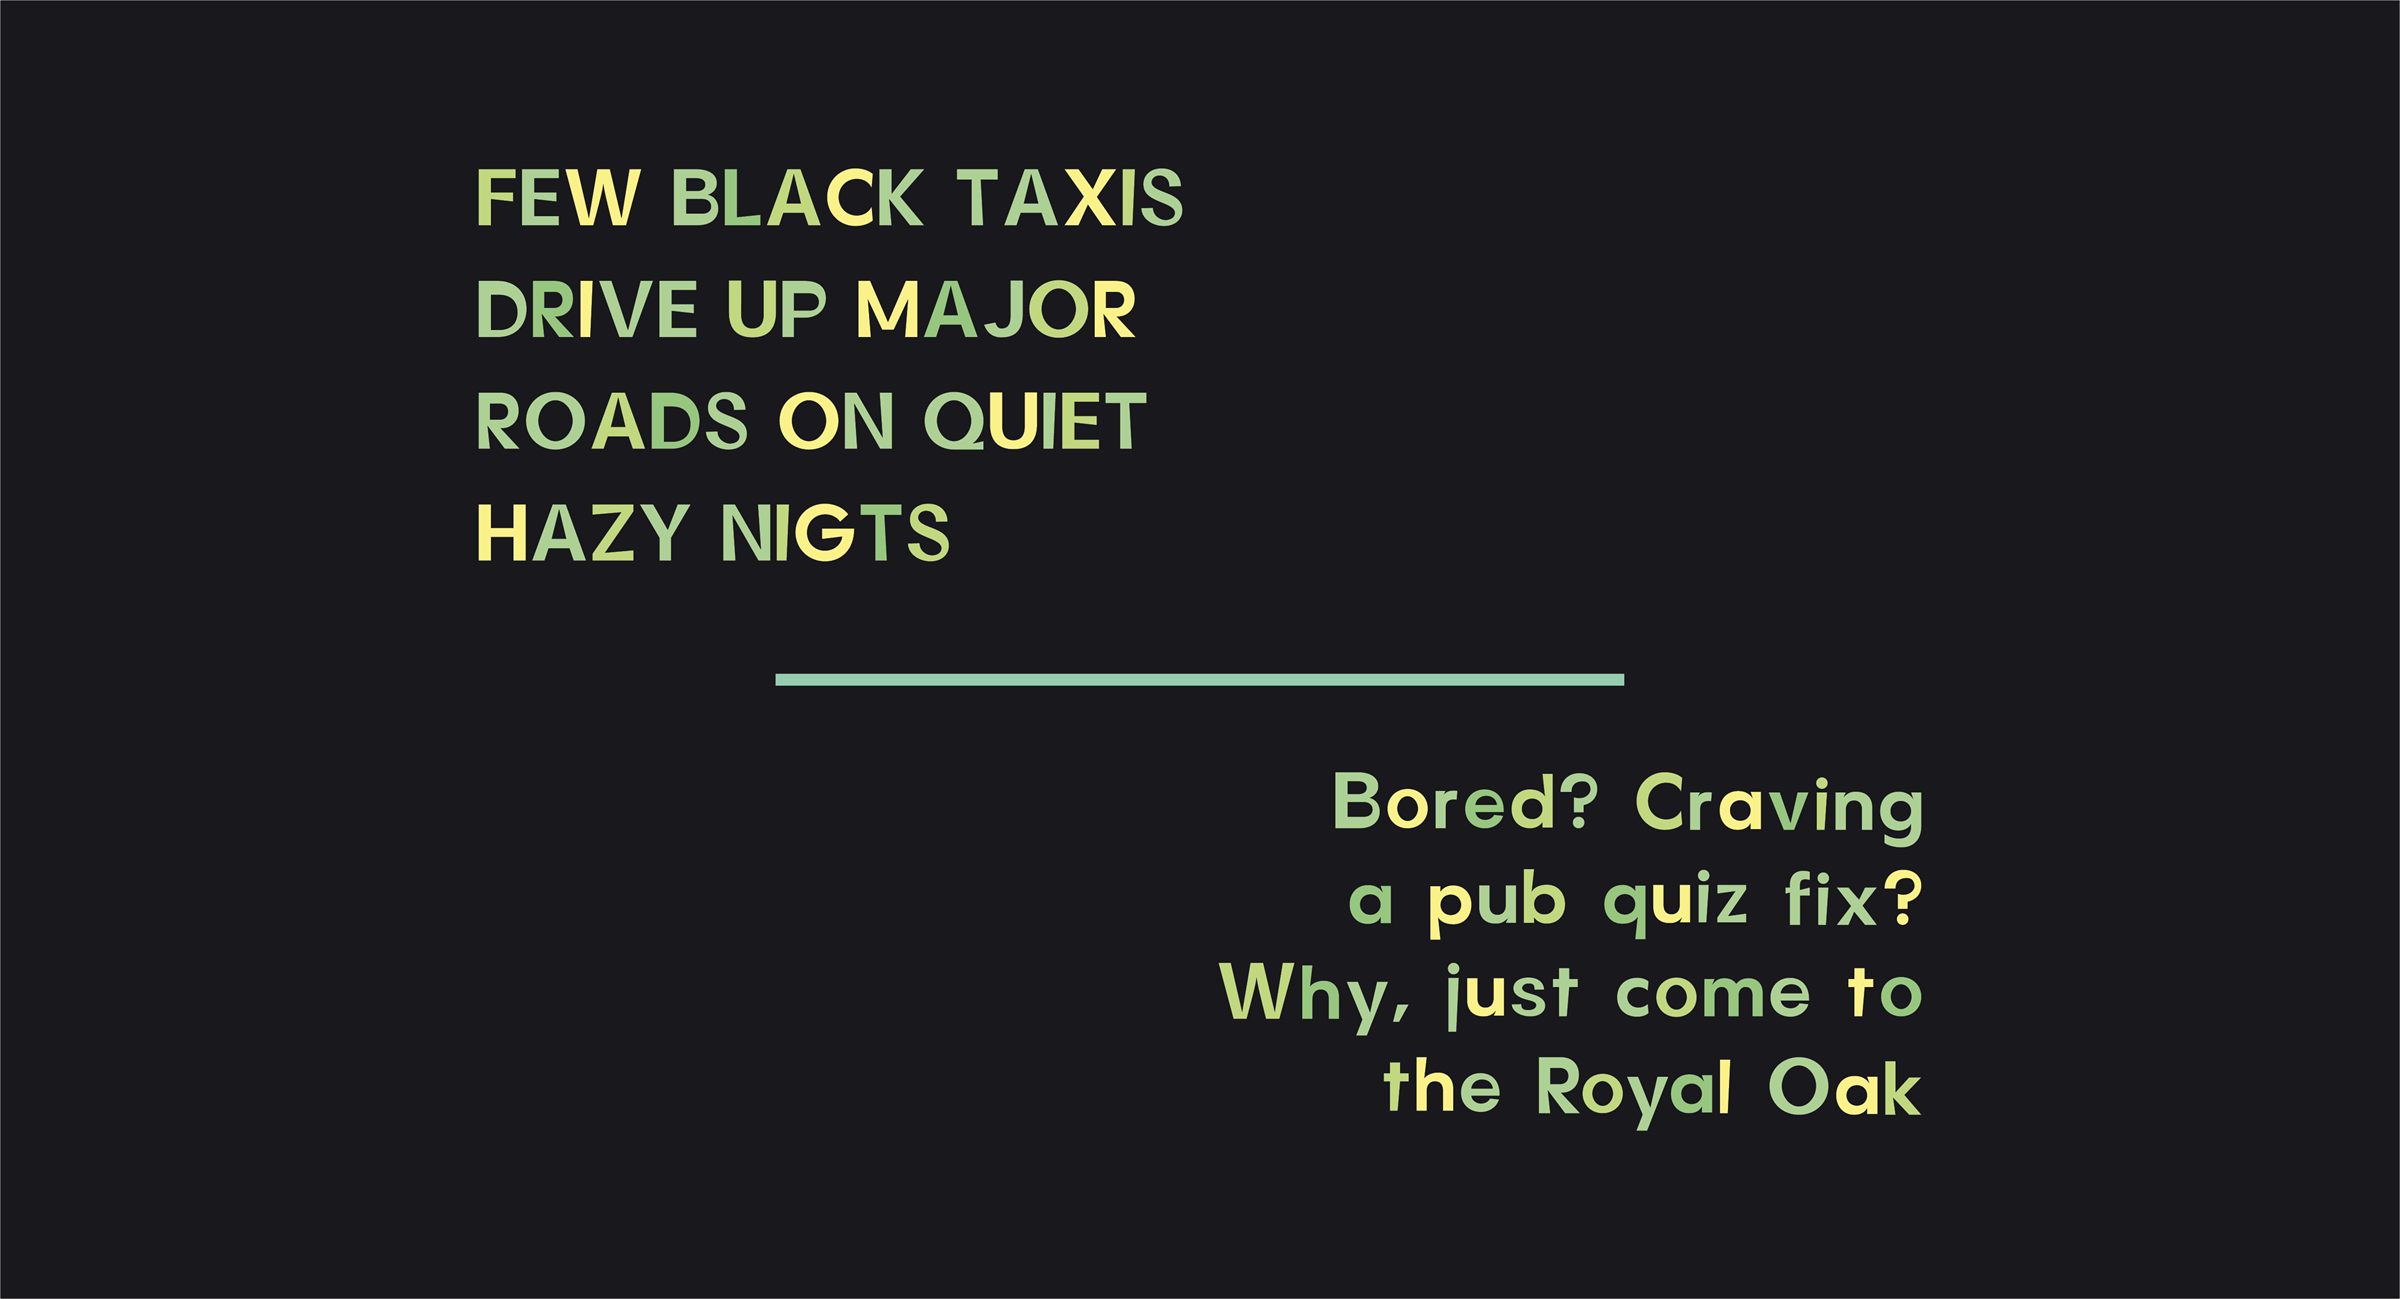 FEW BLACK TAXIS
DRIVE UP MAJOR
ROADS ON QUIET
HAZY NIGTS
Bored? Craving
a pub quiz fix?
Why, just come to
the Royal Oak